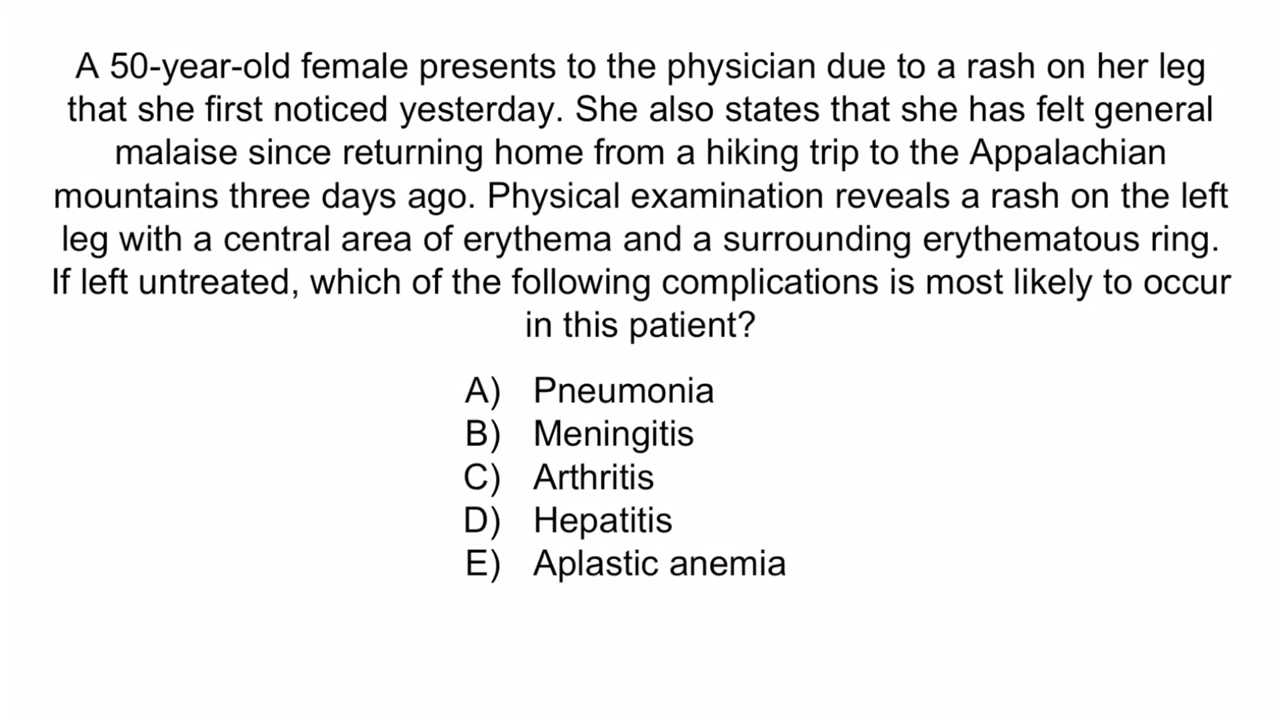 A 50-year-old female presents to the physician due to a rash on her leg
that she first noticed yesterday. She also states that she has felt general
malaise since returning home from a hiking trip to the Appalachian
mountains three days ago. Physical examination reveals a rash on the left
leg with a central area of erythema and a surrounding erythematous ring.
If left untreated, which of the following complications is most likely to occur
in this patient?
A) Pneumonia
B) Meningitis
C) Arthritis
D) Hepatitis
E) Aplastic anemia